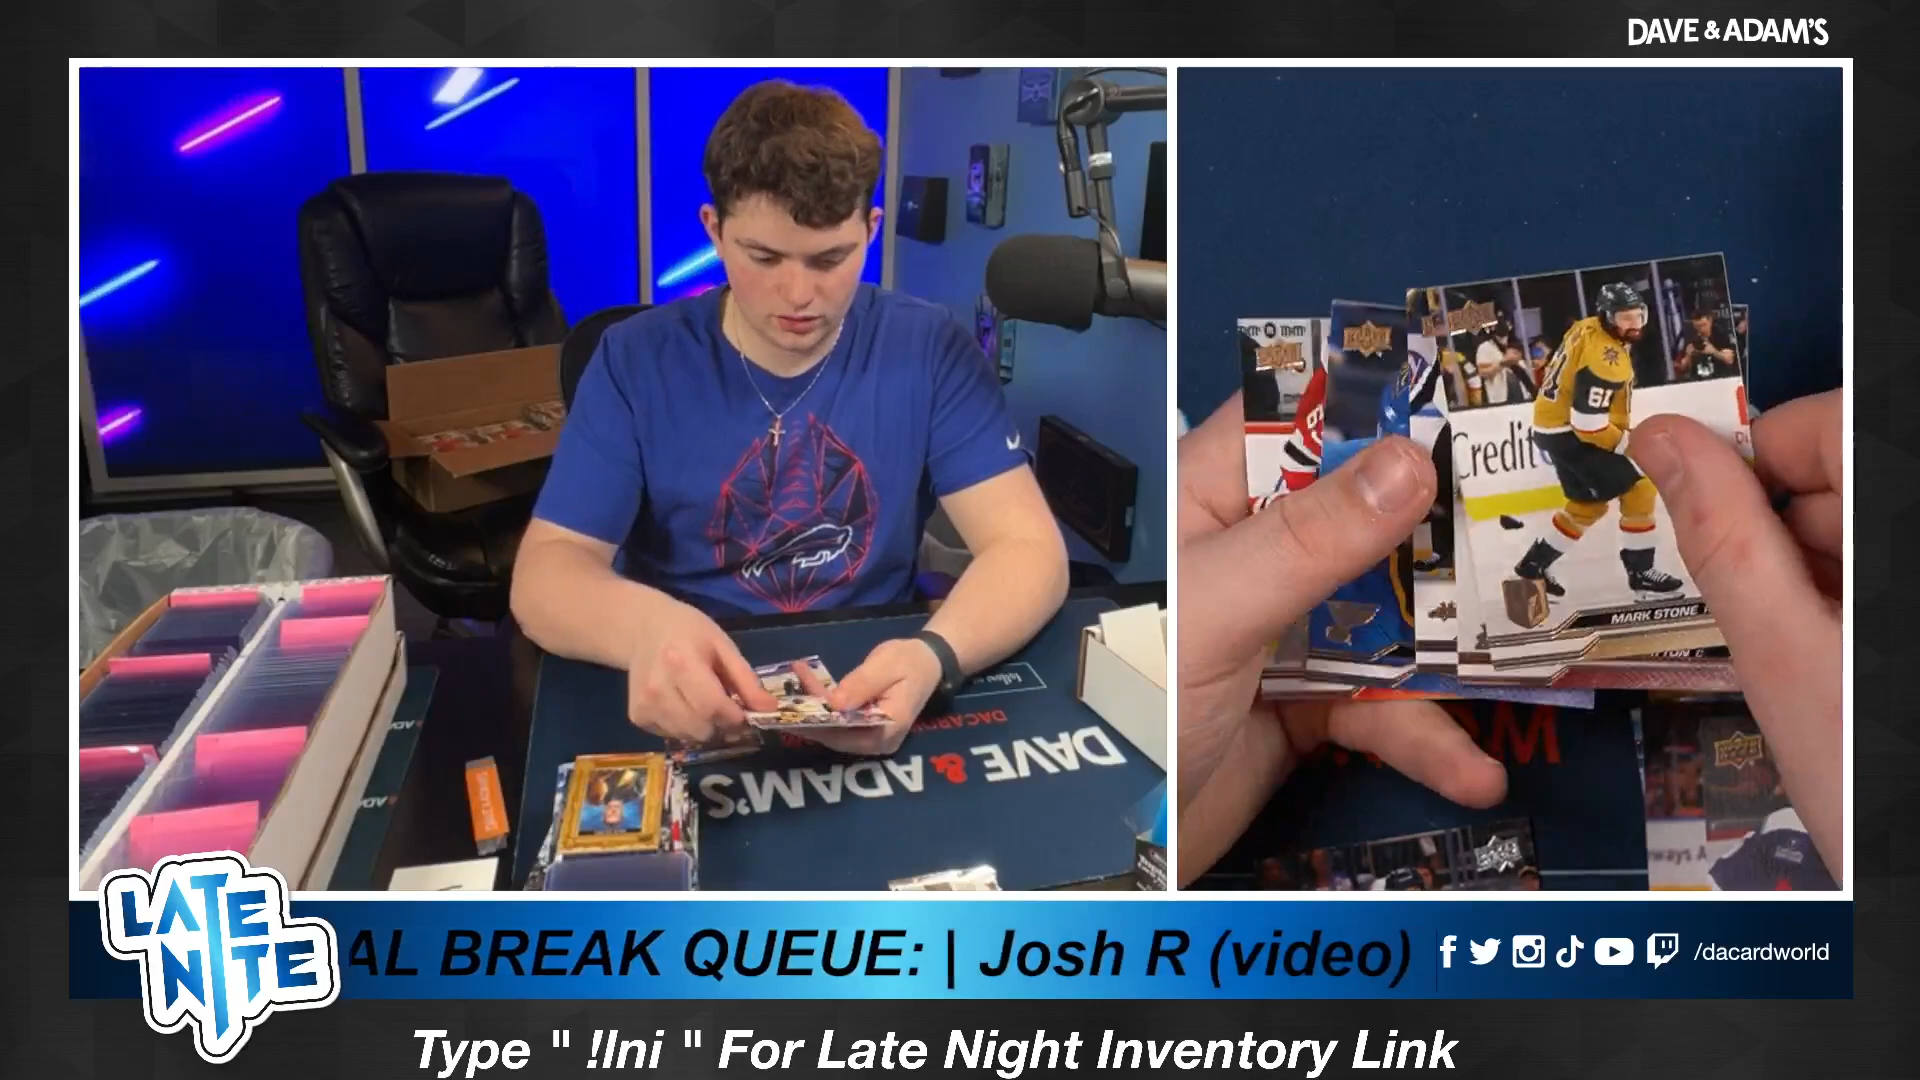 DAVE & ADAM'S
61
Credit
MARK STONE
DAVE & ADAM'S
LATE
NITE
AL BREAK QUEUE: | Josh R (video)
/dacardworld
Type " !lni " For Late Night Inventory Link